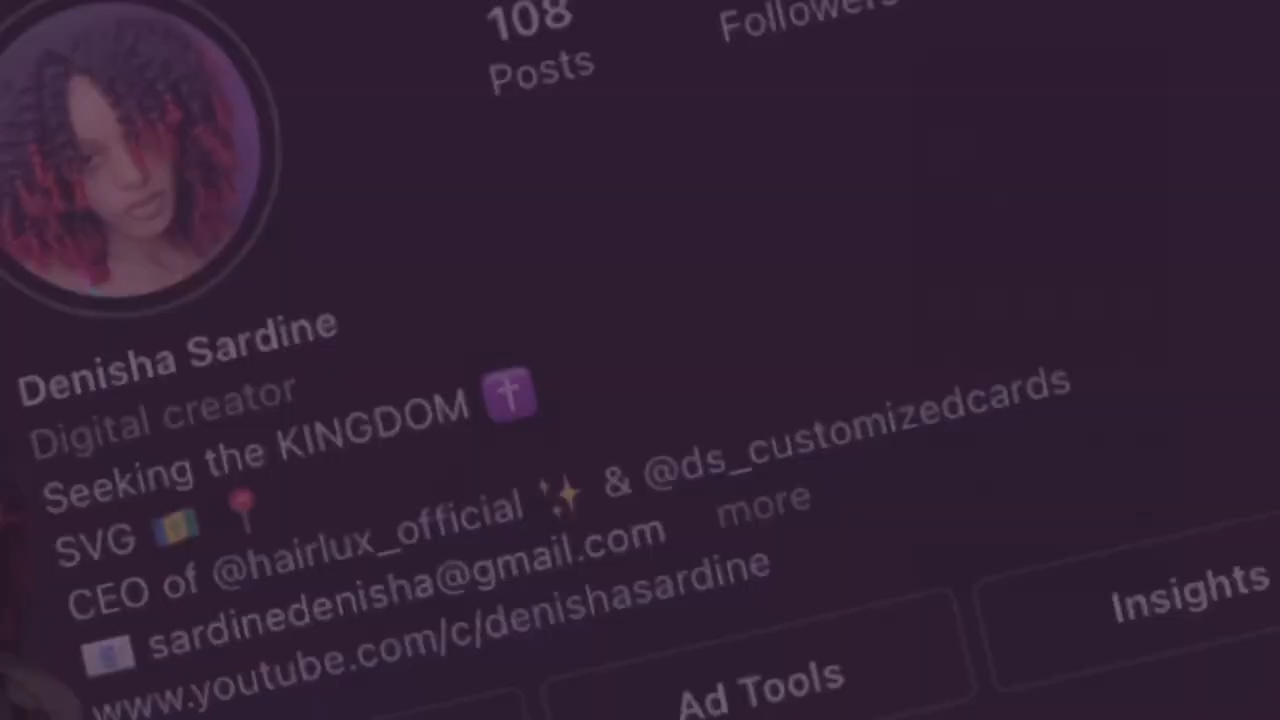 108
Posts
Followers
Denisha Sardine
Digital creator
Seeking the KINGDOM ✝️
SVG 🇻🇨 📍
CEO of @hairlux_official ✨ & @ds_customizedcards
📧 sardinedenisha@gmail.com more
www.youtube.com/c/denishasardine
Ad Tools
Insights